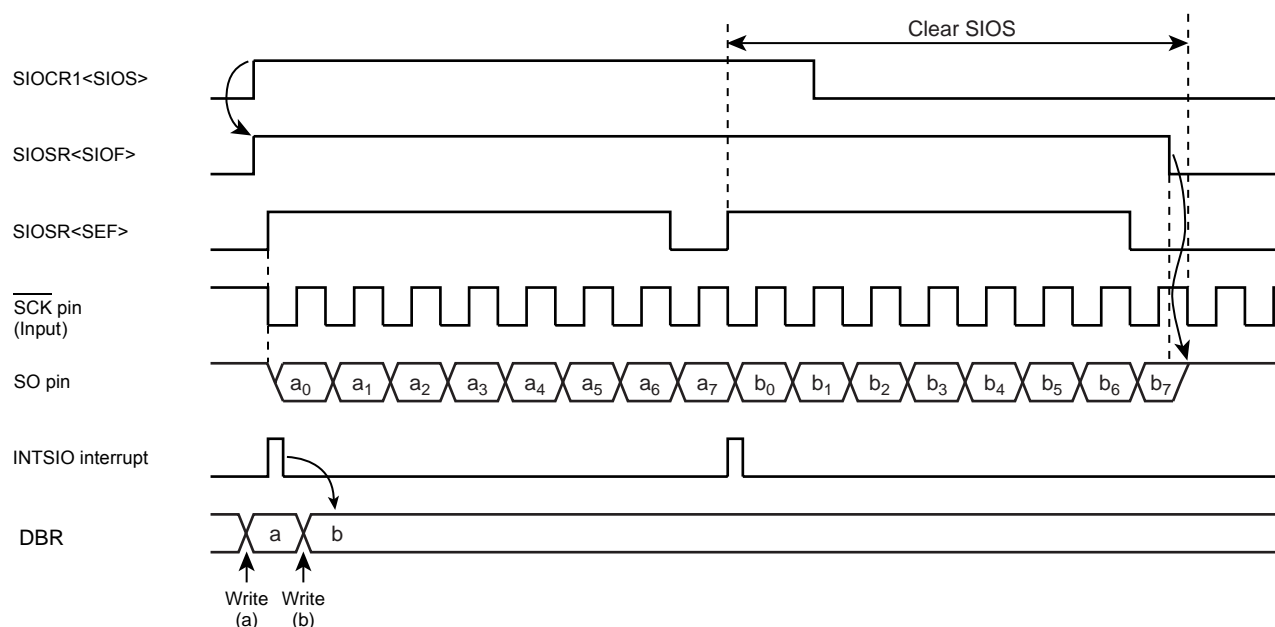 Clear SIOS
SIOCR1<SIOS>
SIOSR<SIOF>
SIOSR<SEF>
SCK pin
(Input)
SO pin
a0 a1 a2 a3 a4 a5 a6 a7 b0 b1 b2 b3 b4 b5 b6 b7
INTSIO interrupt
DBR
a b
Write Write
(a) (b)